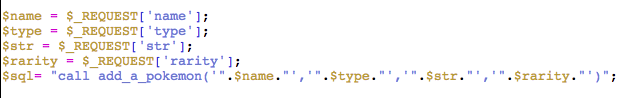 $name = $_REQUEST['name'];
$type = $_REQUEST['type'];
$str = $_REQUEST['str'];
$rarity = $_REQUEST['rarity'];
$sql= "call add_a_pokemon('".$name."','".$type."','".$str."','".$rarity."')";